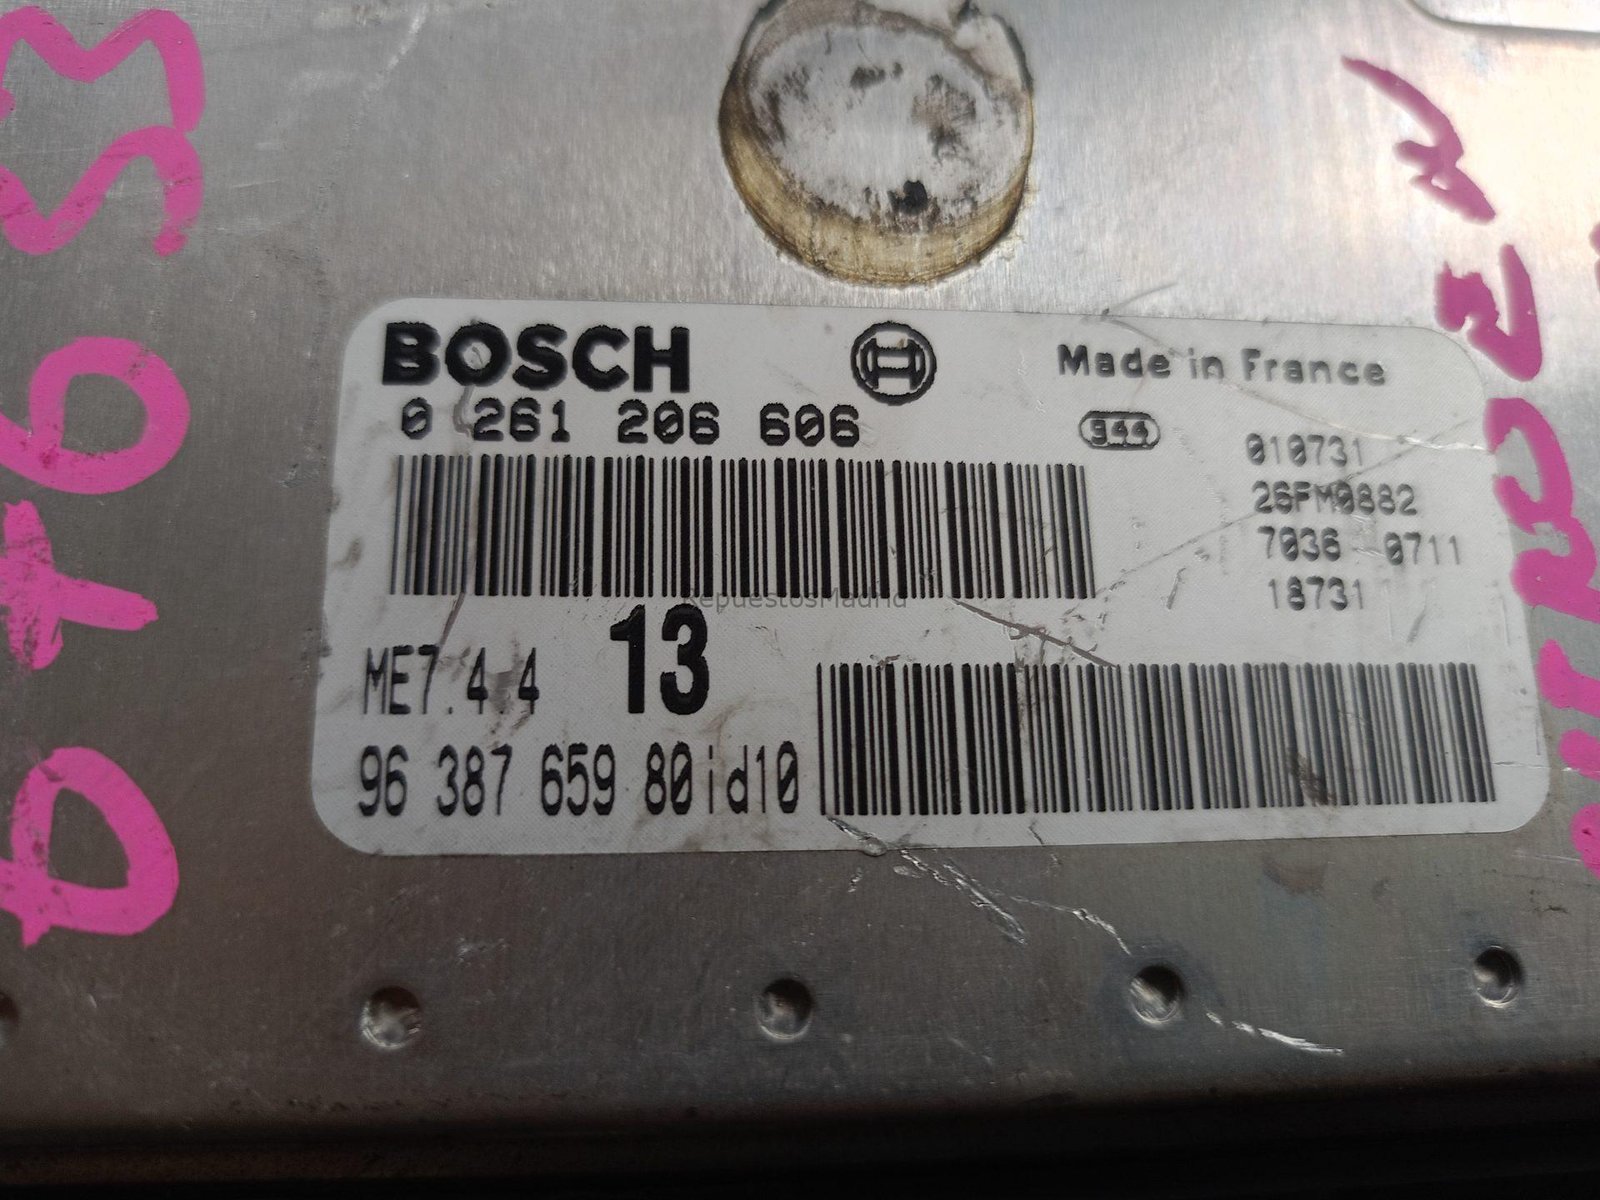 BOSCH
Made in France
0 261 206 606
944
010731
26FM0882
7036 0711
18731
RepuestosMadrid
ME7.4.4 13
96 387 659 80id10